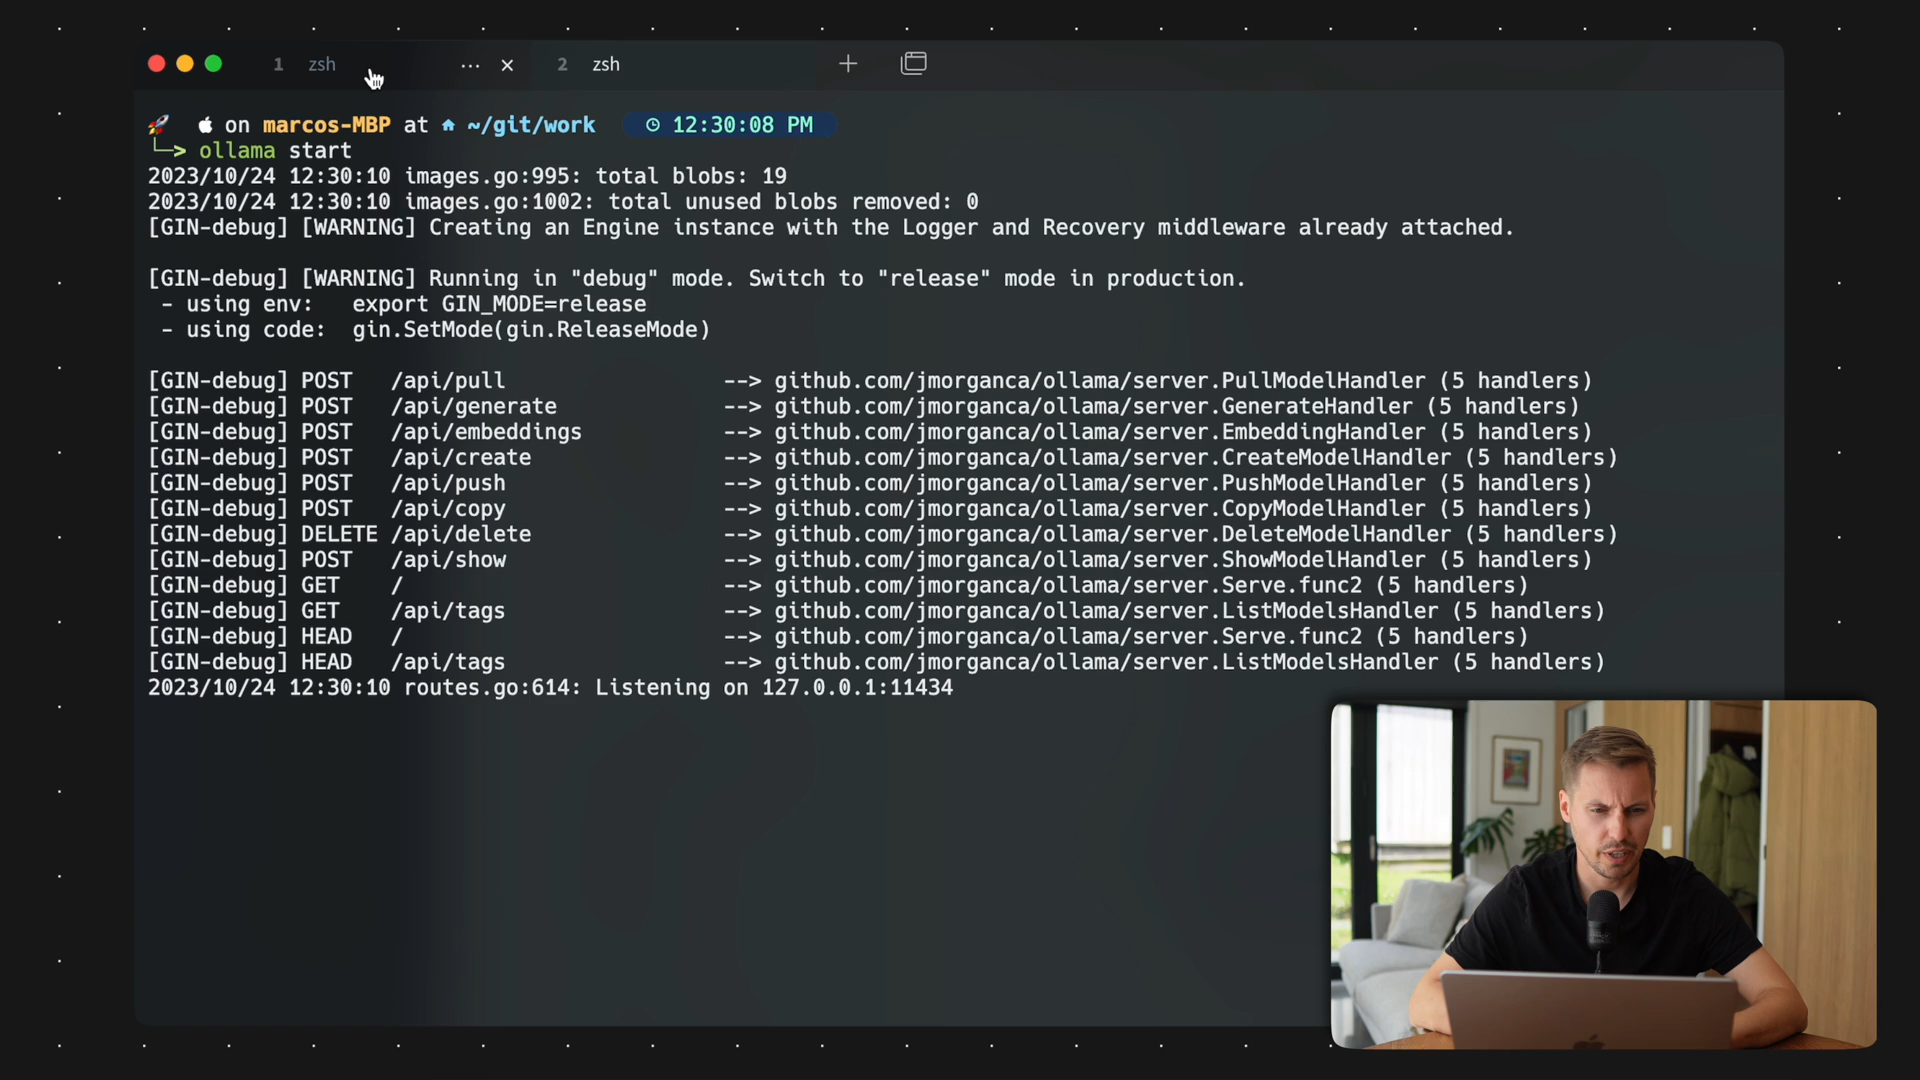 1 zsh ··· × 2 zsh +
on marcos-MBP at ~/git/work 12:30:08 PM
└─> ollama start
2023/10/24 12:30:10 images.go:995: total blobs: 19
2023/10/24 12:30:10 images.go:1002: total unused blobs removed: 0
[GIN-debug] [WARNING] Creating an Engine instance with the Logger and Recovery middleware already attached.
[GIN-debug] [WARNING] Running in "debug" mode. Switch to "release" mode in production.
- using env: export GIN_MODE=release
- using code: gin.SetMode(gin.ReleaseMode)
[GIN-debug] POST /api/pull --> github.com/jmorganca/ollama/server.PullModelHandler (5 handlers)
[GIN-debug] POST /api/generate --> github.com/jmorganca/ollama/server.GenerateHandler (5 handlers)
[GIN-debug] POST /api/embeddings --> github.com/jmorganca/ollama/server.EmbeddingHandler (5 handlers)
[GIN-debug] POST /api/create --> github.com/jmorganca/ollama/server.CreateModelHandler (5 handlers)
[GIN-debug] POST /api/push --> github.com/jmorganca/ollama/server.PushModelHandler (5 handlers)
[GIN-debug] POST /api/copy --> github.com/jmorganca/ollama/server.CopyModelHandler (5 handlers)
[GIN-debug] DELETE /api/delete --> github.com/jmorganca/ollama/server.DeleteModelHandler (5 handlers)
[GIN-debug] POST /api/show --> github.com/jmorganca/ollama/server.ShowModelHandler (5 handlers)
[GIN-debug] GET / --> github.com/jmorganca/ollama/server.Serve.func2 (5 handlers)
[GIN-debug] GET /api/tags --> github.com/jmorganca/ollama/server.ListModelsHandler (5 handlers)
[GIN-debug] HEAD / --> github.com/jmorganca/ollama/server.Serve.func2 (5 handlers)
[GIN-debug] HEAD /api/tags --> github.com/jmorganca/ollama/server.ListModelsHandler (5 handlers)
2023/10/24 12:30:10 routes.go:614: Listening on 127.0.0.1:11434